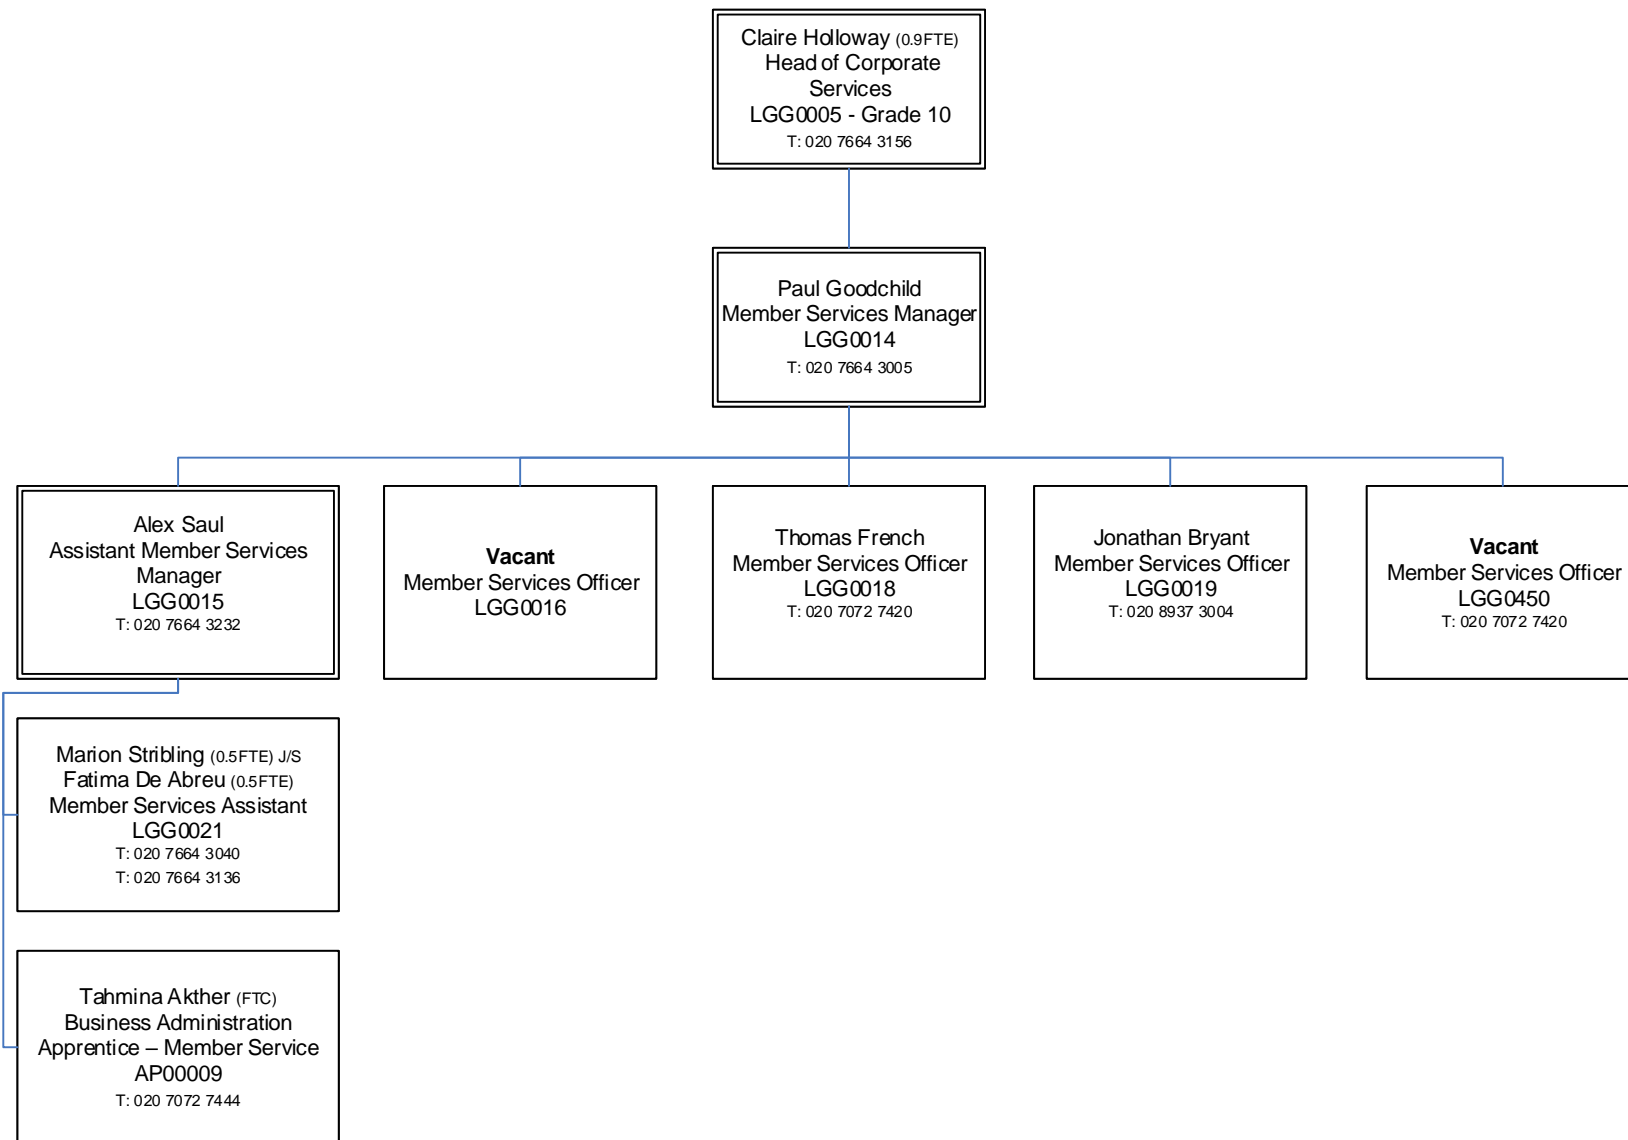 Claire Holloway (0.9FTE)
Head of Corporate
Services
LGG0005 - Grade 10
T: 020 7664 3156
Paul Goodchild
Member Services Manager
LGG0014
T: 020 7664 3005
Alex Saul
Assistant Member Services
Manager
LGG0015
T: 020 7664 3232
Vacant
Member Services Officer
LGG0016
Thomas French
Member Services Officer
LGG0018
T: 020 7072 7420
Jonathan Bryant
Member Services Officer
LGG0019
T: 020 8937 3004
Vacant
Member Services Officer
LGG0450
T: 020 7072 7420
Marion Stribling (0.5FTE) J/S
Fatima De Abreu (0.5FTE)
Member Services Assistant
LGG0021
T: 020 7664 3040
T: 020 7664 3136
Tahmina Akther (FTC)
Business Administration
Apprentice – Member Service
AP00009
T: 020 7072 7444